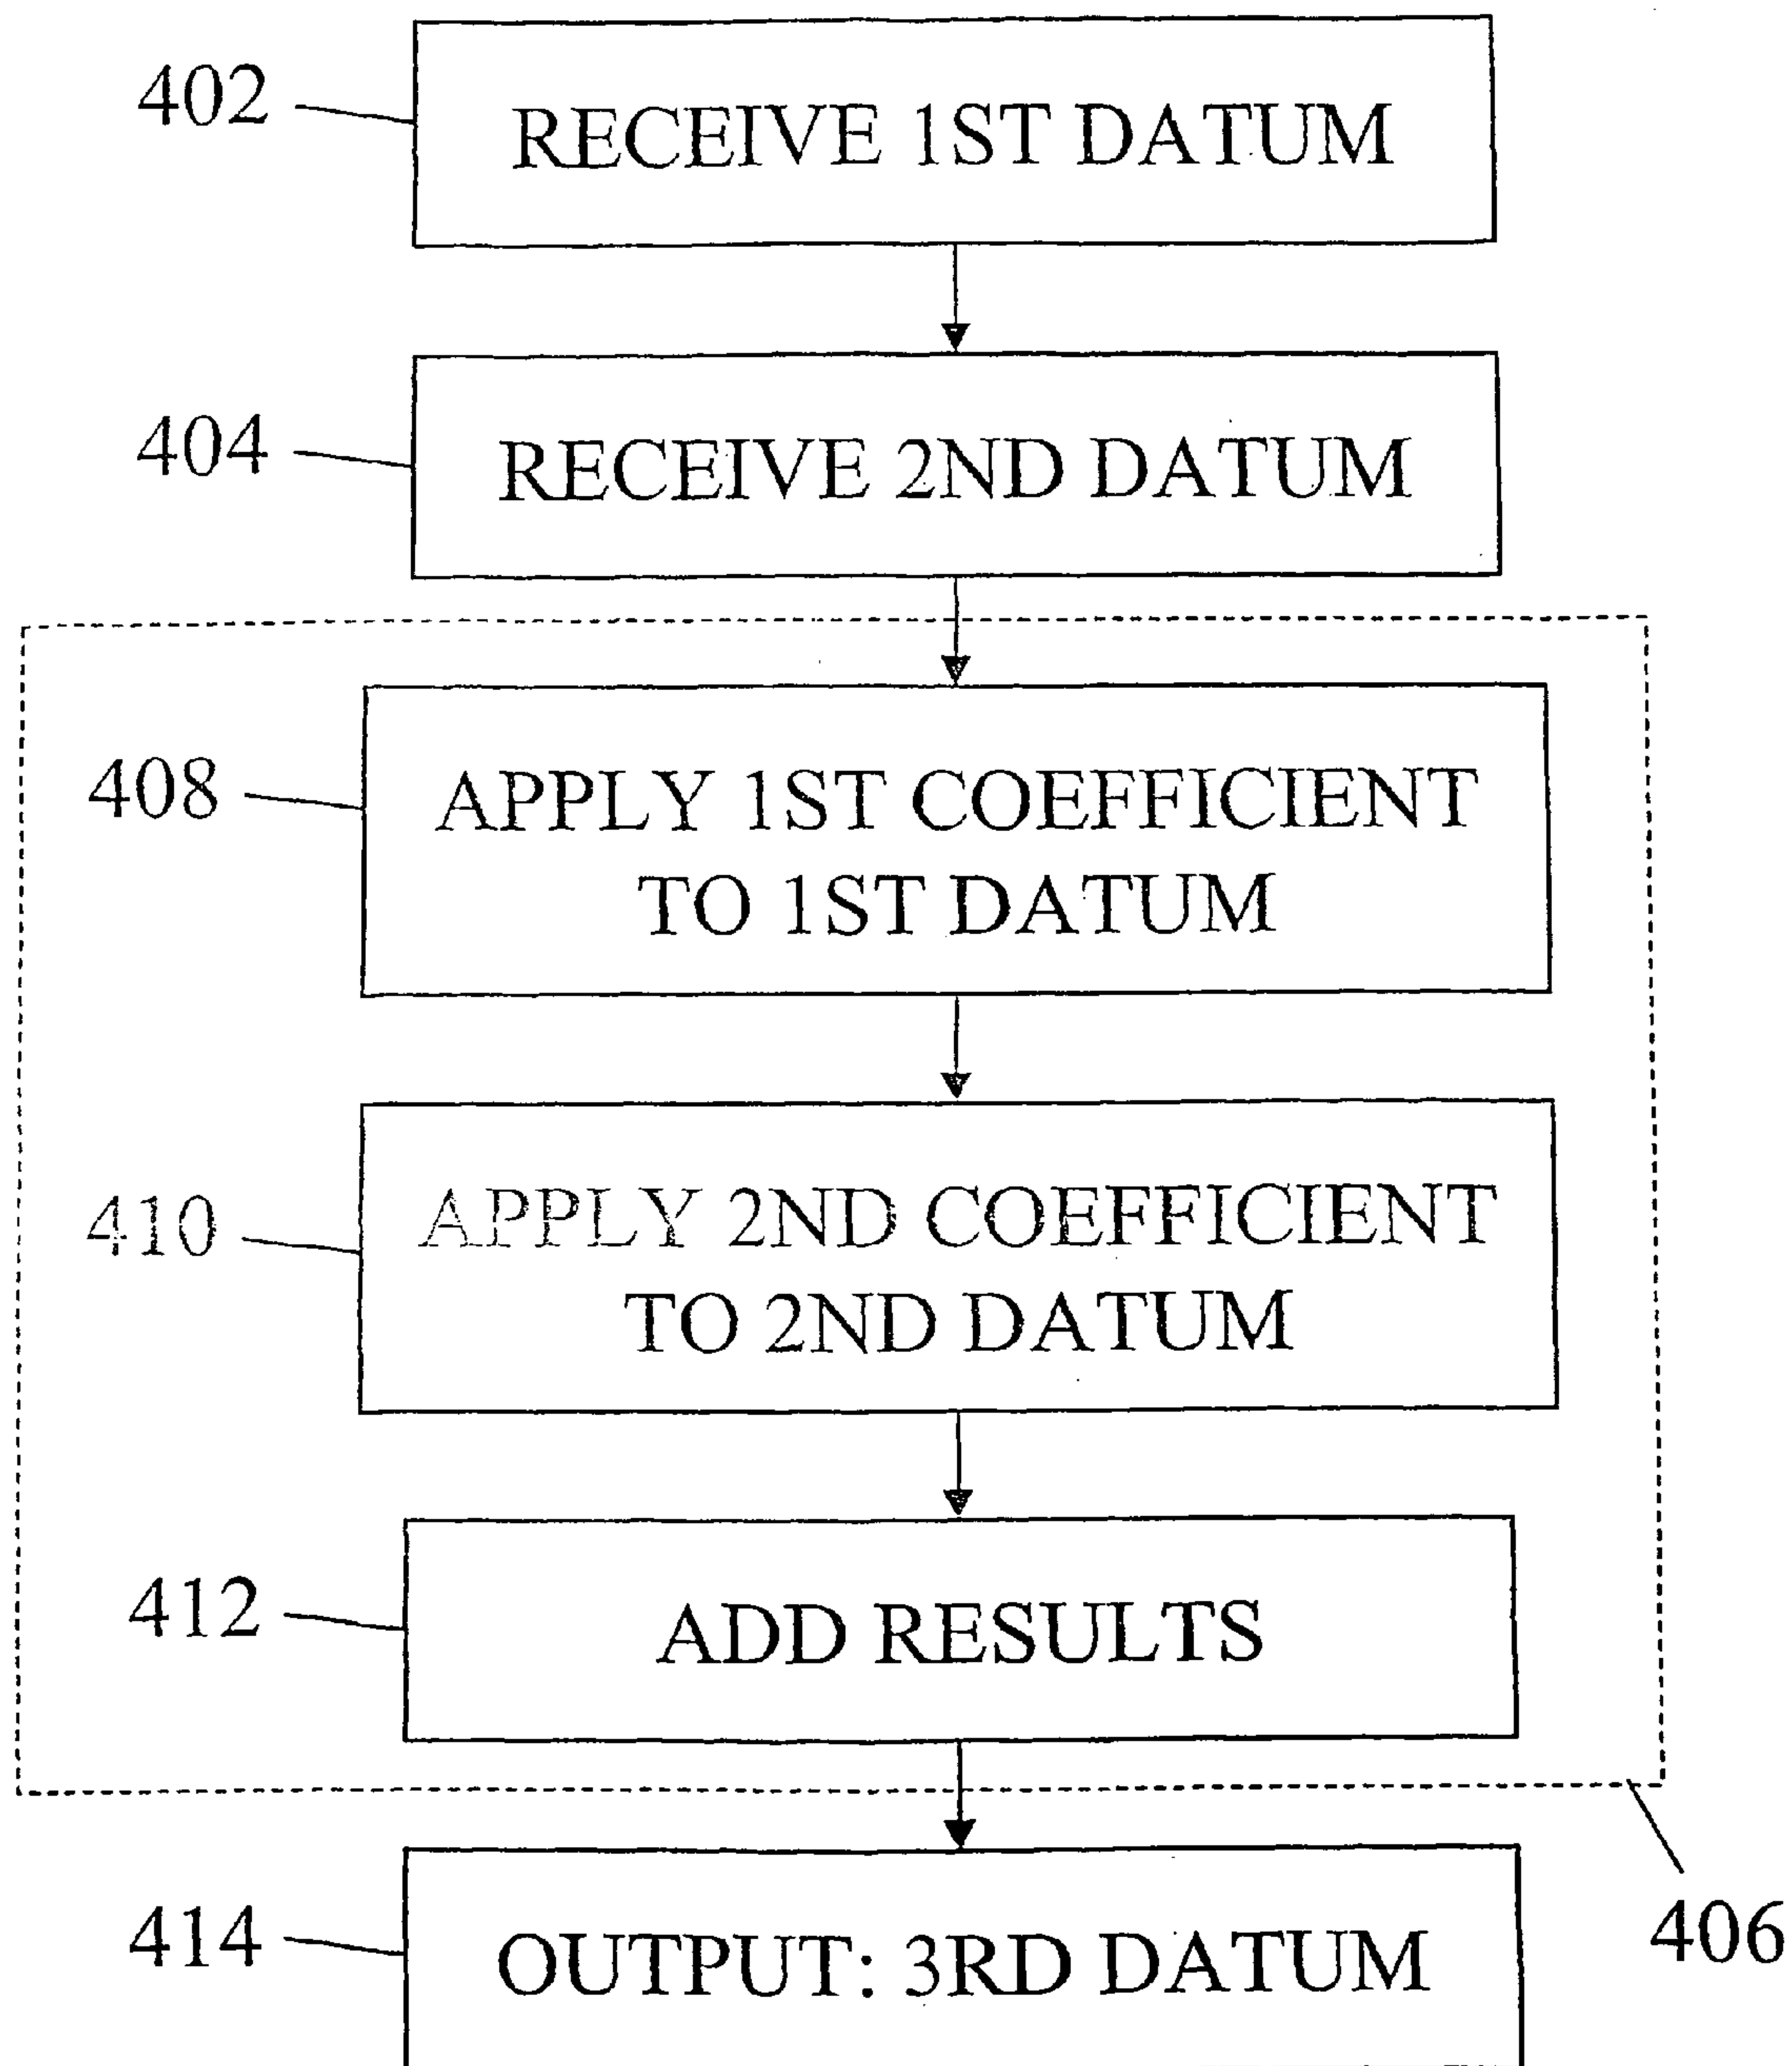 402
RECEIVE 1ST DATUM
404
RECEIVE 2ND DATUM
408
APPLY 1ST COEFFICIENT
TO 1ST DATUM
410
APPLY 2ND COEFFICIENT
TO 2ND DATUM
412
ADD RESULTS
414
OUTPUT: 3RD DATUM
406